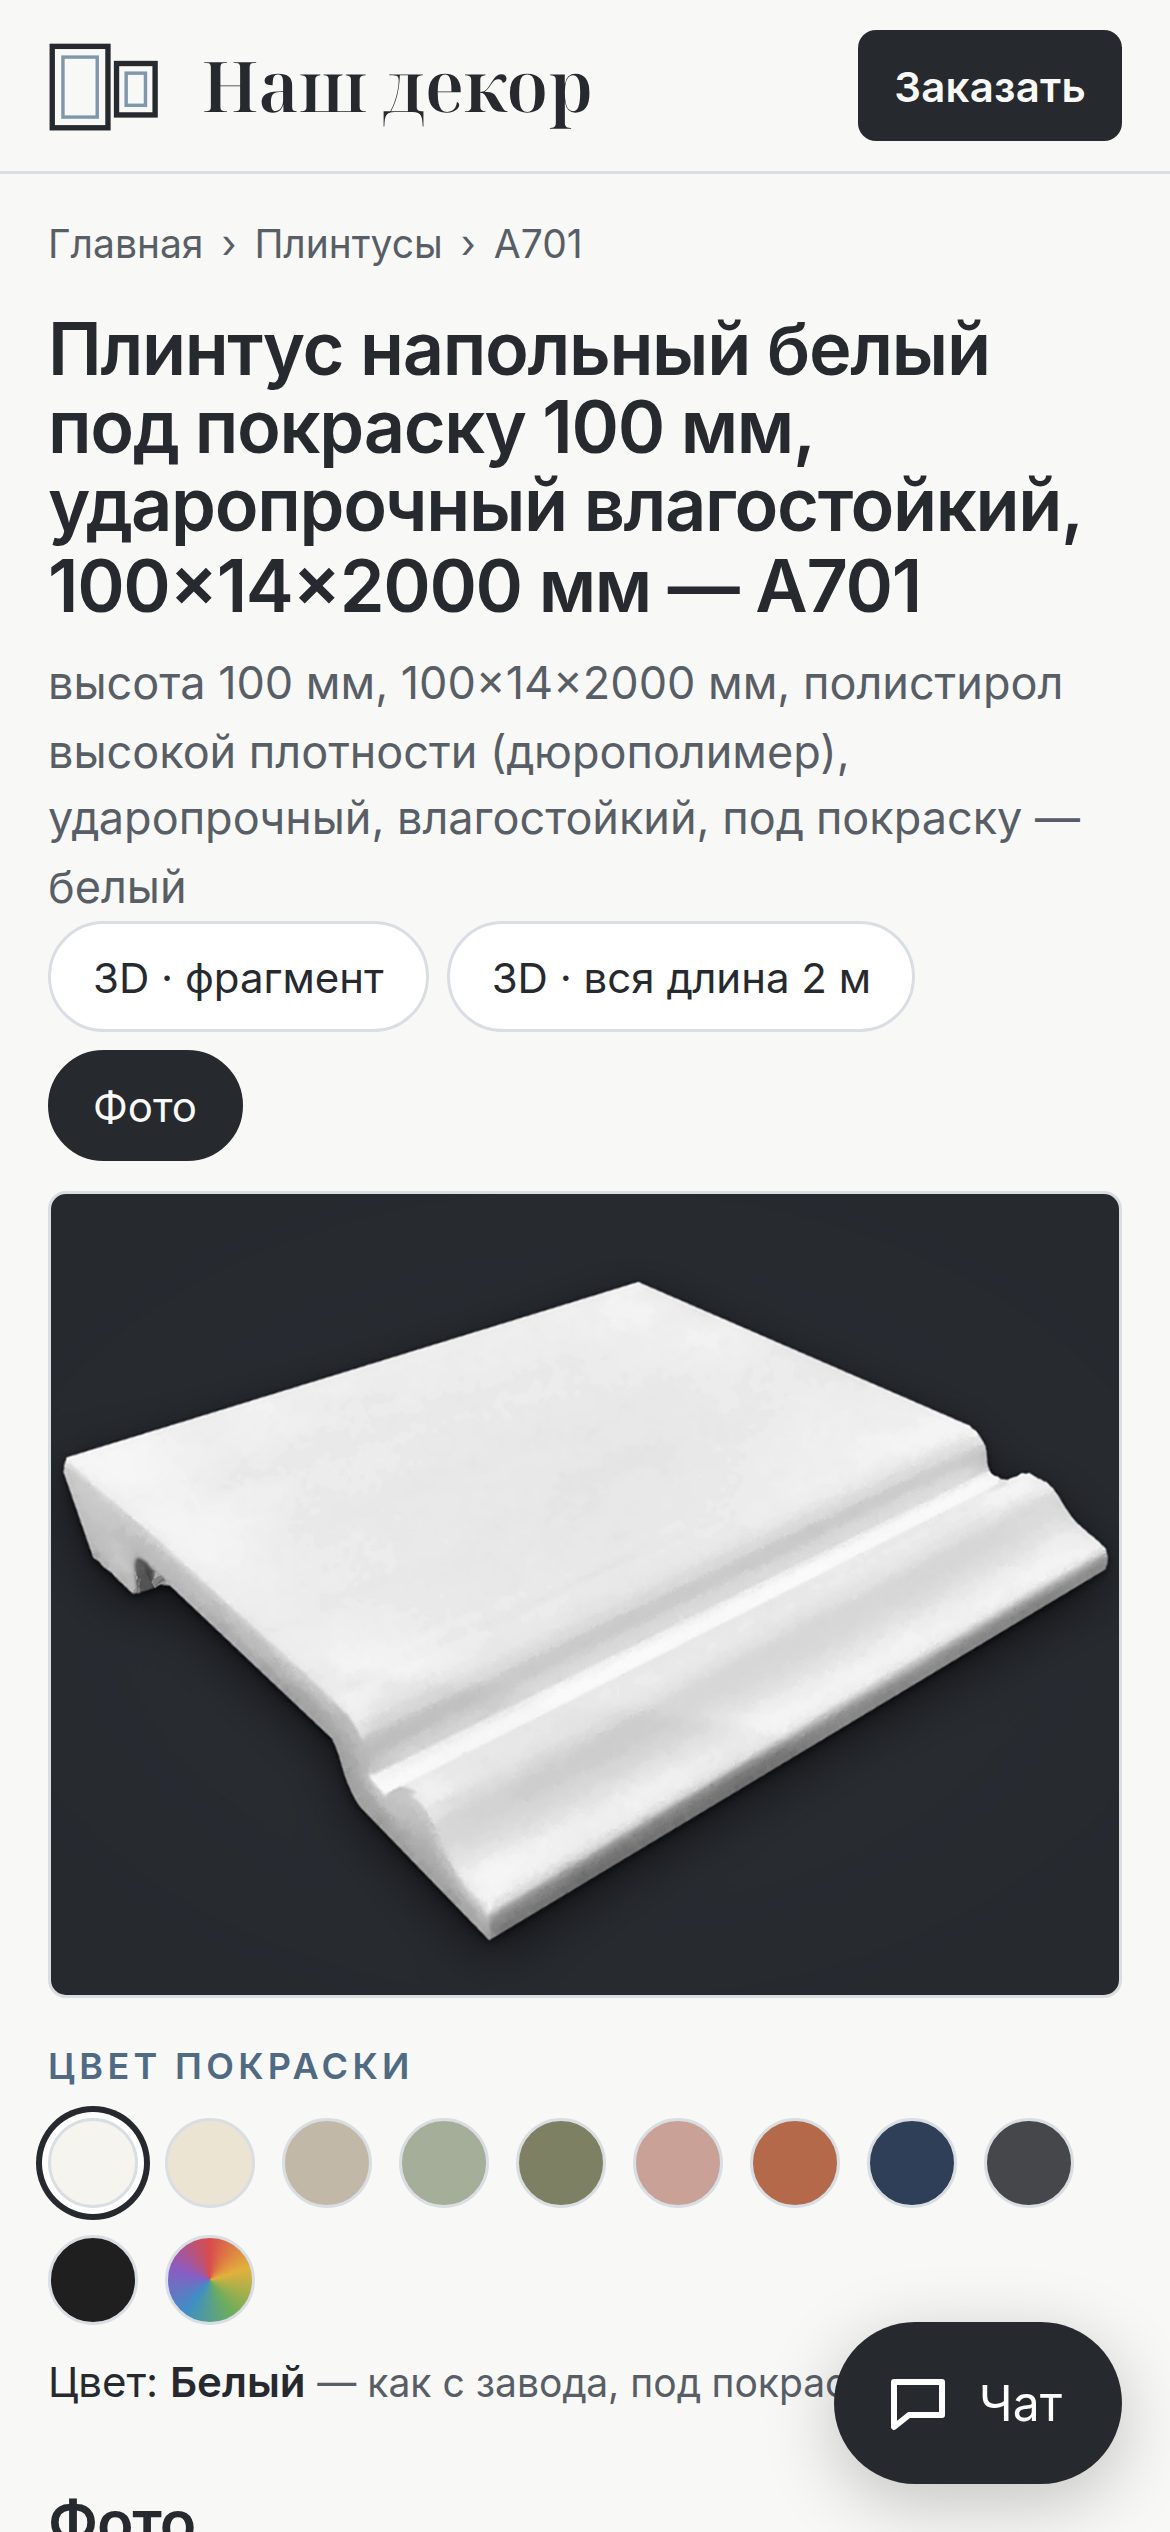 Наш декор
Заказать
Главная › Плинтусы › A701
Плинтус напольный белый
под покраску 100 мм,
ударопрочный влагостойкий,
100×14×2000 мм — A701
высота 100 мм, 100×14×2000 мм, полистирол
высокой плотности (дюрополимер),
ударопрочный, влагостойкий, под покраску —
белый
3D · фрагмент
3D · вся длина 2 м
Фото
ЦВЕТ ПОКРАСКИ
Цвет: Белый — как с завода, под
Чат
Фото